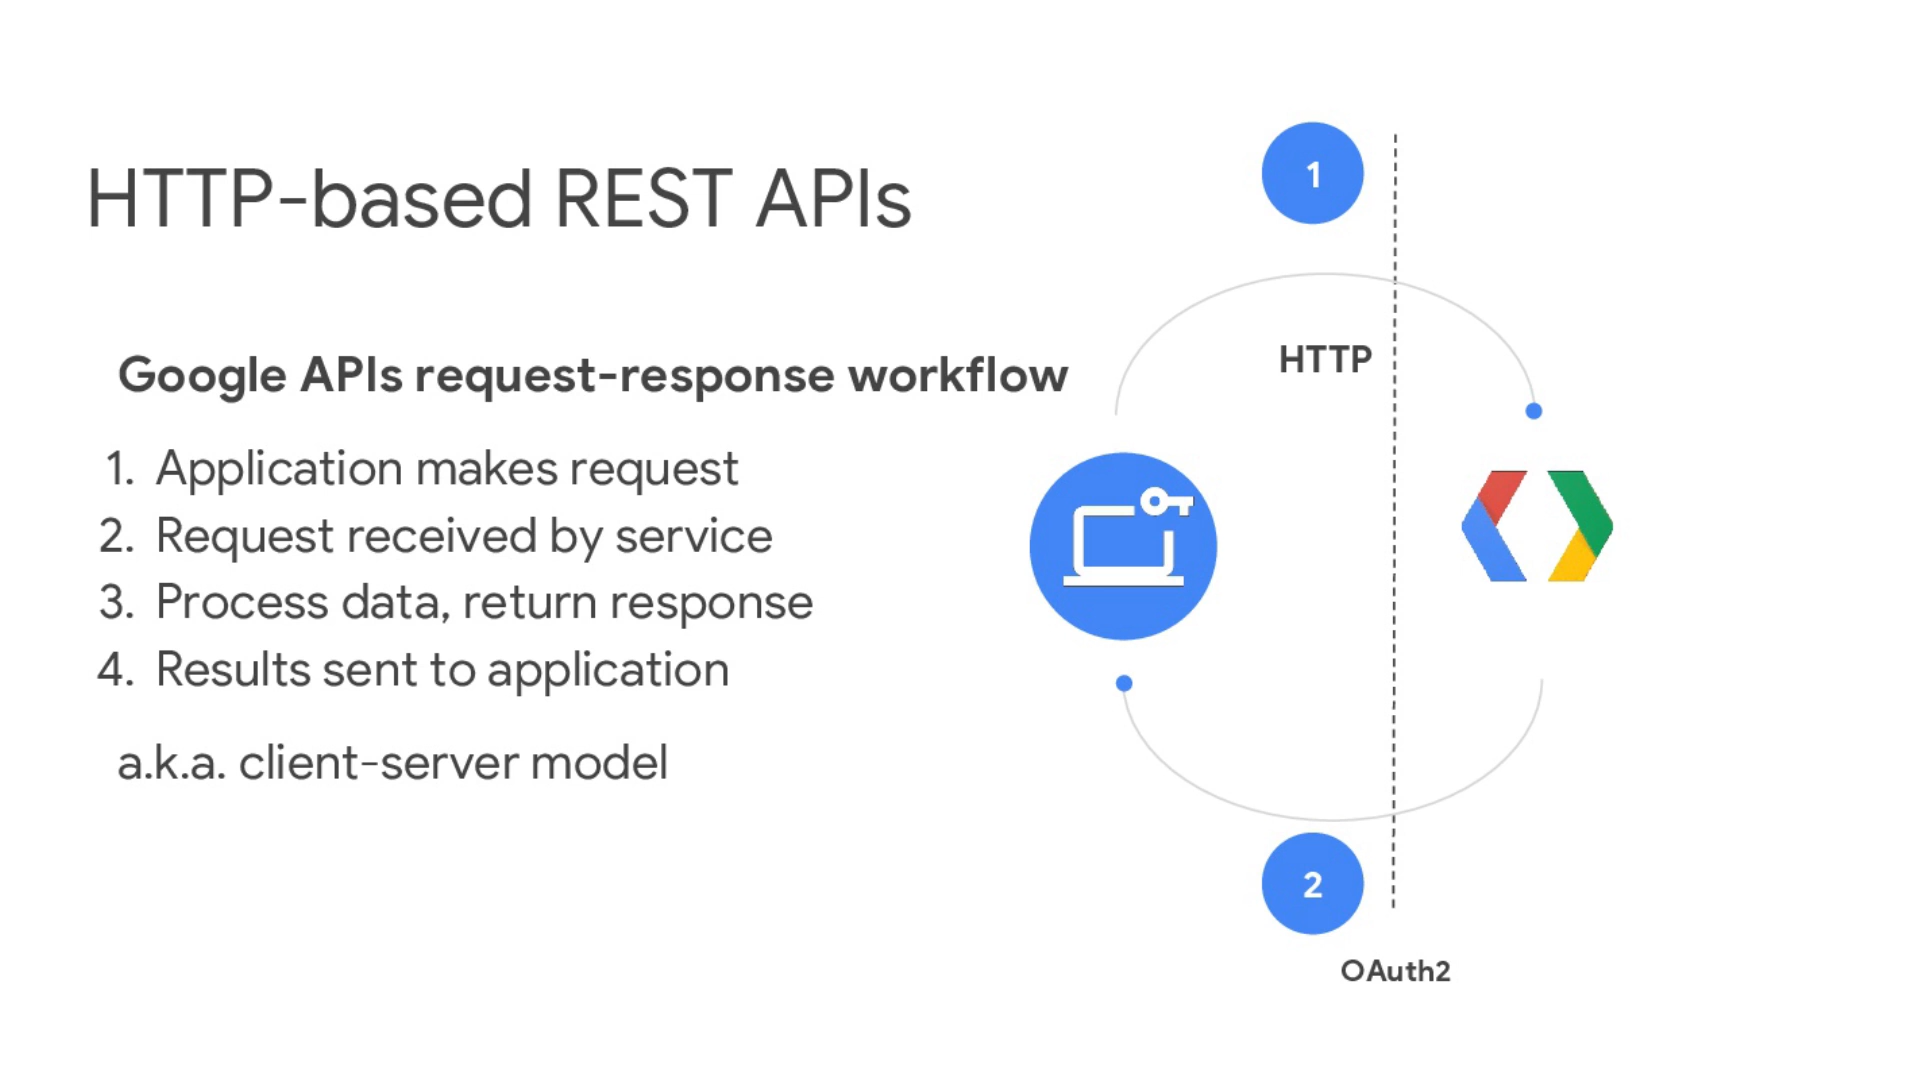 HTTP-based REST APIs
Google APIs request-response workflow
1. Application makes request
2. Request received by service
3. Process data, return response
4. Results sent to application
a.k.a. client-server model
1
HTTP
2
OAuth2